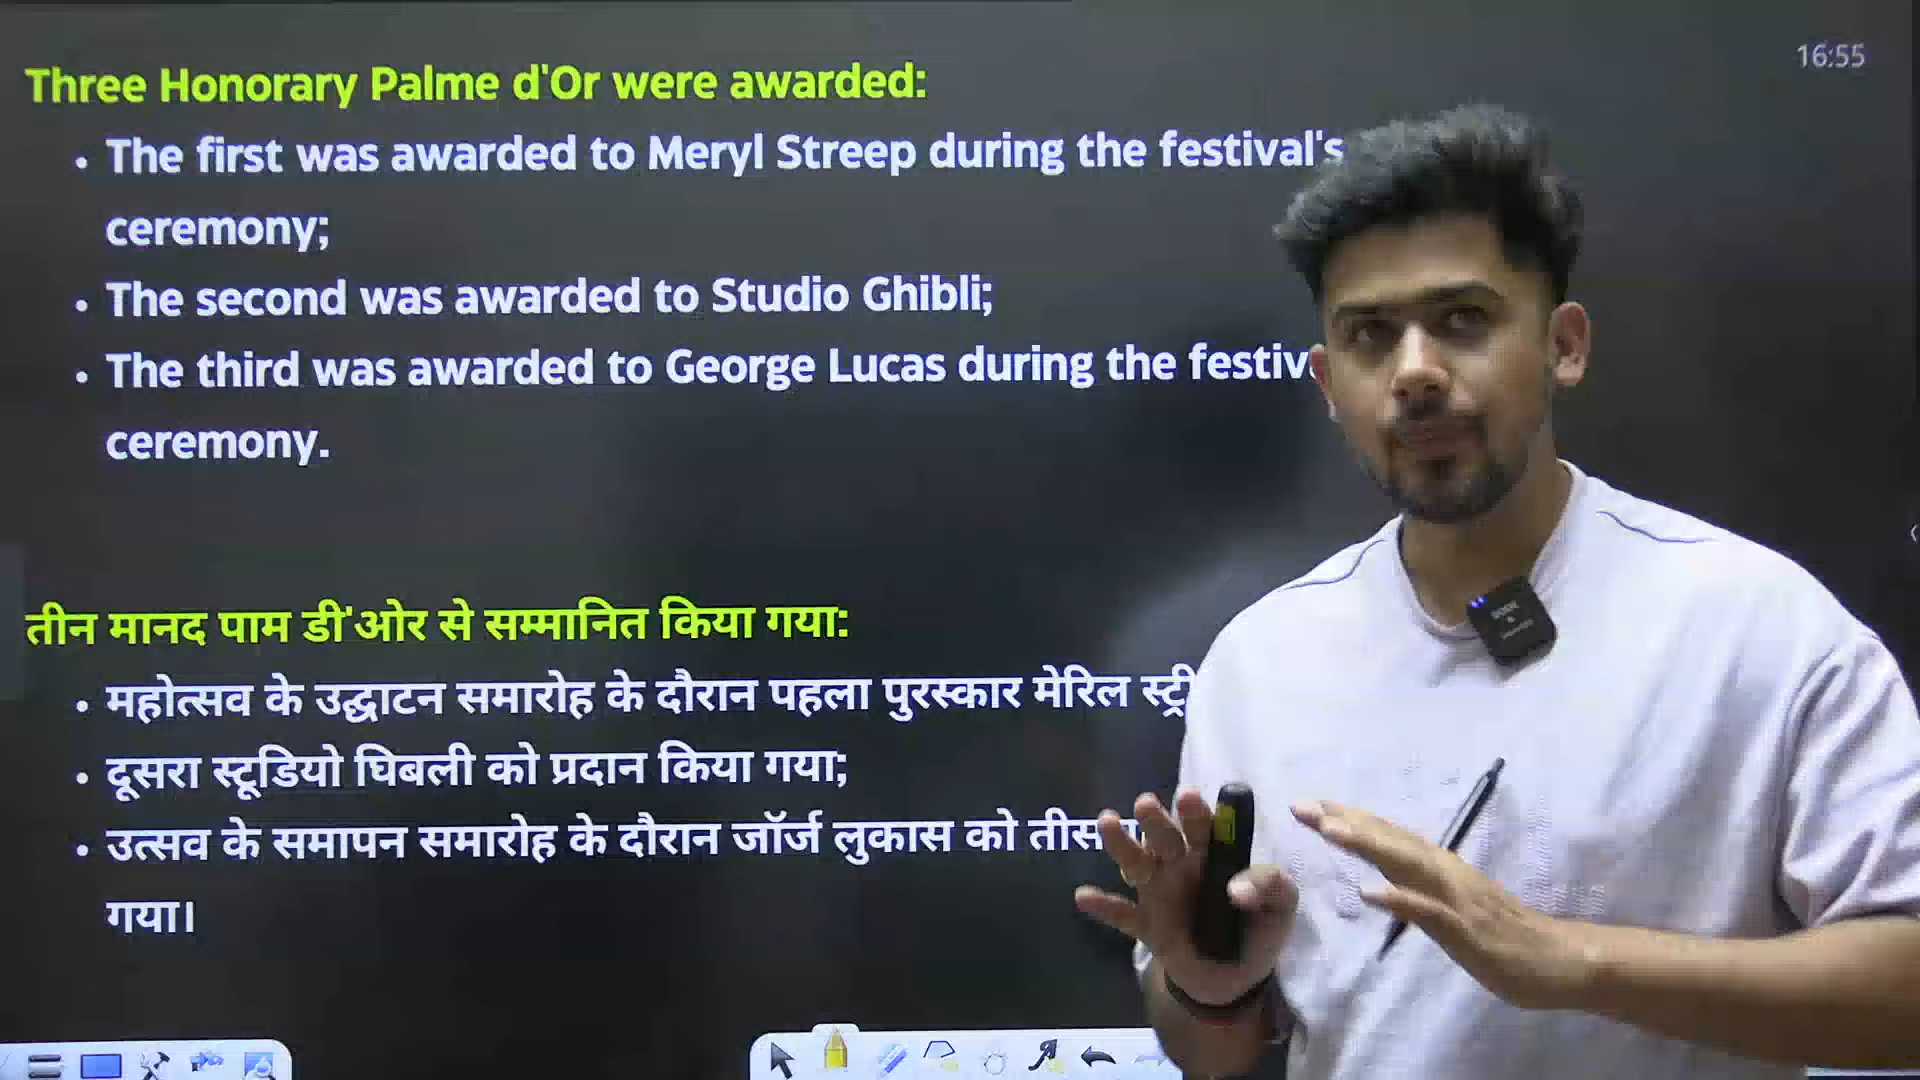 16:55
Three Honorary Palme d'Or were awarded:
• The first was awarded to Meryl Streep during the festival's
ceremony;
• The second was awarded to Studio Ghibli;
• The third was awarded to George Lucas during the
ceremony.
तीन मानद पाम डी'ओर से सम्मानित किया गया:
• महोत्सव के उद्घाटन समारोह के दौरान पहला पुरस्कार मेरिल
• दूसरा स्टूडियो घिबली को प्रदान किया गया;
• उत्सव के समापन समारोह के दौरान जॉर्ज लुकास को
गया।